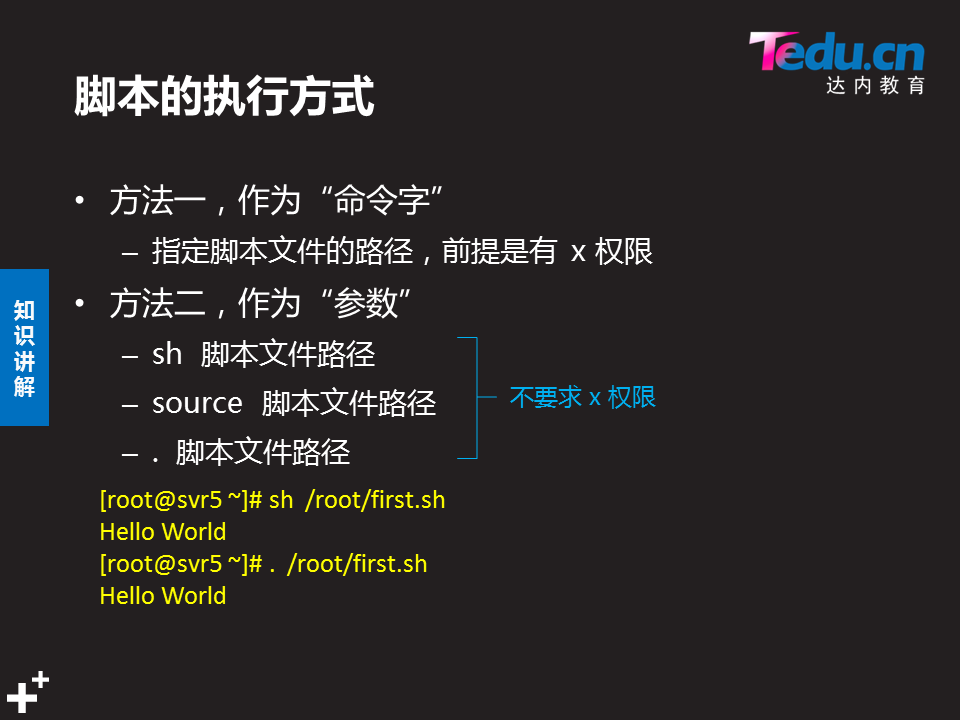 Tedu.cn
达内教育
脚本的执行方式
• 方法一，作为“命令字”
– 指定脚本文件的路径，前提是有 x 权限
• 方法二，作为“参数”
– sh 脚本文件路径
– source 脚本文件路径
– . 脚本文件路径
不要求 x 权限
知识讲解
[root@svr5 ~]# sh /root/first.sh
Hello World
[root@svr5 ~]# . /root/first.sh
Hello World